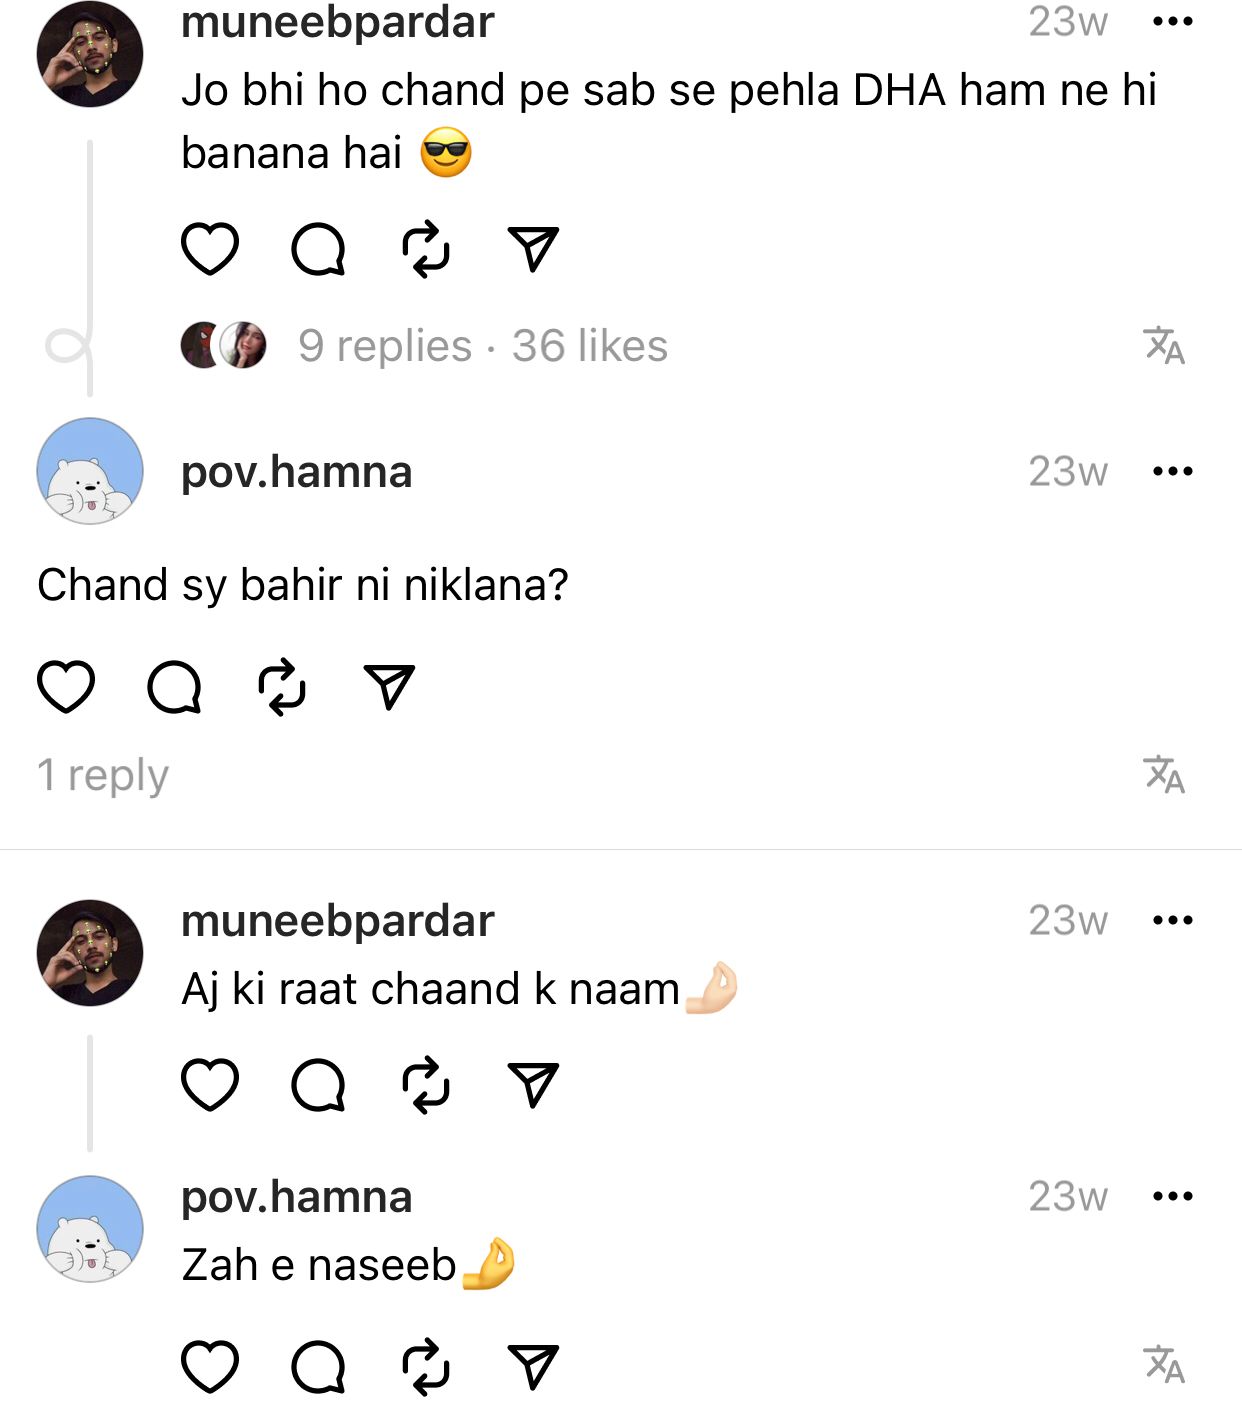 muneebpardar 23w
Jo bhi ho chand pe sab se pehla DHA ham ne hi
banana hai 😎
9 replies · 36 likes
pov.hamna 23w
Chand sy bahir ni niklana?
1 reply
muneebpardar 23w
Aj ki raat chaand k naam🤌🏻
pov.hamna 23w
Zah e naseeb🤌